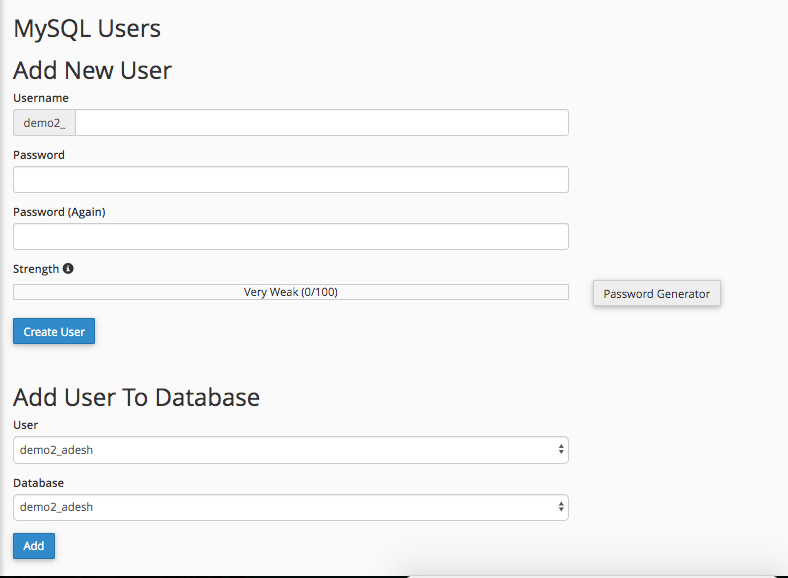 MySQL Users
Add New User
Username
demo2_
Password
Password (Again)
Strength
Very Weak (0/100)
Password Generator
Create User
Add User To Database
User
demo2_adesh
Database
demo2_adesh
Add